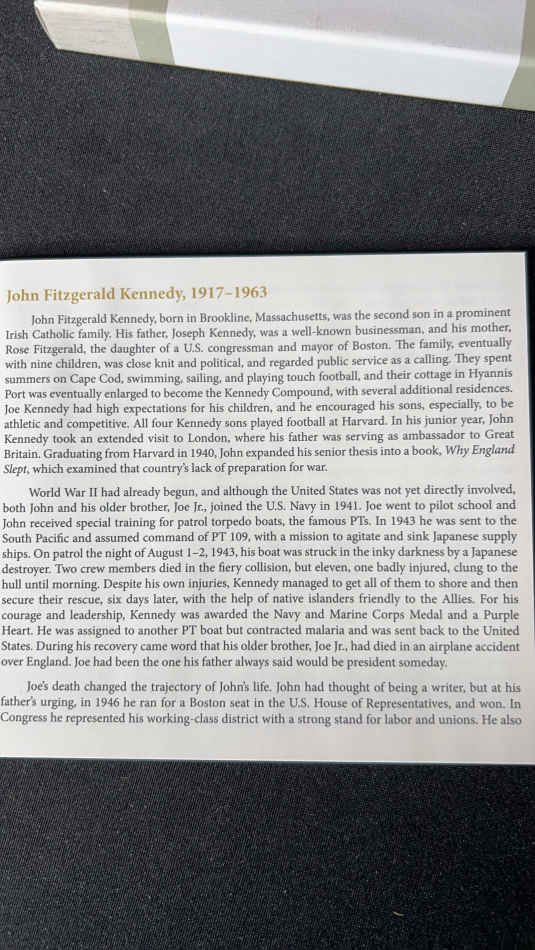 John Fitzgerald Kennedy, 1917–1963
John Fitzgerald Kennedy, born in Brookline, Massachusetts, was the second son in a prominent
Irish Catholic family. His father, Joseph Kennedy, was a well-known businessman, and his mother,
Rose Fitzgerald, the daughter of a U.S. congressman and mayor of Boston. The family, eventually
with nine children, was close knit and political, and regarded public service as a calling. They spent
summers on Cape Cod, swimming, sailing, and playing touch football, and their cottage in Hyannis
Port was eventually enlarged to become the Kennedy Compound, with several additional residences.
Joe Kennedy had high expectations for his children, and he encouraged his sons, especially, to be
athletic and competitive. All four Kennedy sons played football at Harvard. In his junior year, John
Kennedy took an extended visit to London, where his father was serving as ambassador to Great
Britain. Graduating from Harvard in 1940, John expanded his senior thesis into a book, Why England
Slept, which examined that country's lack of preparation for war.
World War II had already begun, and although the United States was not yet directly involved,
both John and his older brother, Joe Jr., joined the U.S. Navy in 1941. Joe went to pilot school and
John received special training for patrol torpedo boats, the famous PTs. In 1943 he was sent to the
South Pacific and assumed command of PT 109, with a mission to agitate and sink Japanese supply
ships. On patrol the night of August 1–2, 1943, his boat was struck in the inky darkness by a Japanese
destroyer. Two crew members died in the fiery collision, but eleven, one badly injured, clung to the
hull until morning. Despite his own injuries, Kennedy managed to get all of them to shore and then
secure their rescue, six days later, with the help of native islanders friendly to the Allies. For his
courage and leadership, Kennedy was awarded the Navy and Marine Corps Medal and a Purple
Heart. He was assigned to another PT boat but contracted malaria and was sent back to the United
States. During his recovery came word that his older brother, Joe Jr., had died in an airplane accident
over England. Joe had been the one his father always said would be president someday.
Joe's death changed the trajectory of John's life. John had thought of being a writer, but at his
father's urging, in 1946 he ran for a Boston seat in the U.S. House of Representatives, and won. In
Congress he represented his working-class district with a strong stand for labor and unions. He also